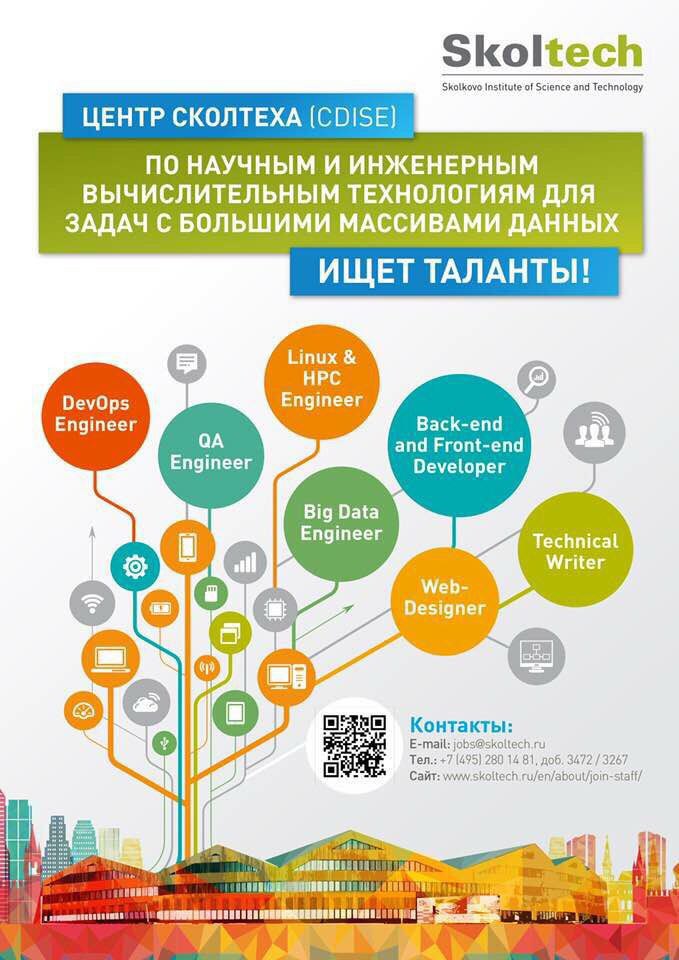 Skoltech
Skolkovo Institute of Science and Technology
ЦЕНТР СКОЛТЕХА (CDISE)
ПО НАУЧНЫМ И ИНЖЕНЕРНЫМ
ВЫЧИСЛИТЕЛЬНЫМ ТЕХНОЛОГИЯМ ДЛЯ
ЗАДАЧ С БОЛЬШИМИ МАССИВАМИ ДАННЫХ
ИЩЕТ ТАЛАНТЫ!
DevOps
Engineer
QA
Engineer
Linux &
HPC
Engineer
Big Data
Engineer
Back-end
and Front-end
Developer
Web-
Designer
Technical
Writer
Контакты:
E-mail: jobs@skoltech.ru
Тел.: +7 (495) 280 14 81, доб. 3472 / 3267
Сайт: www.skoltech.ru/en/about/join-staff/